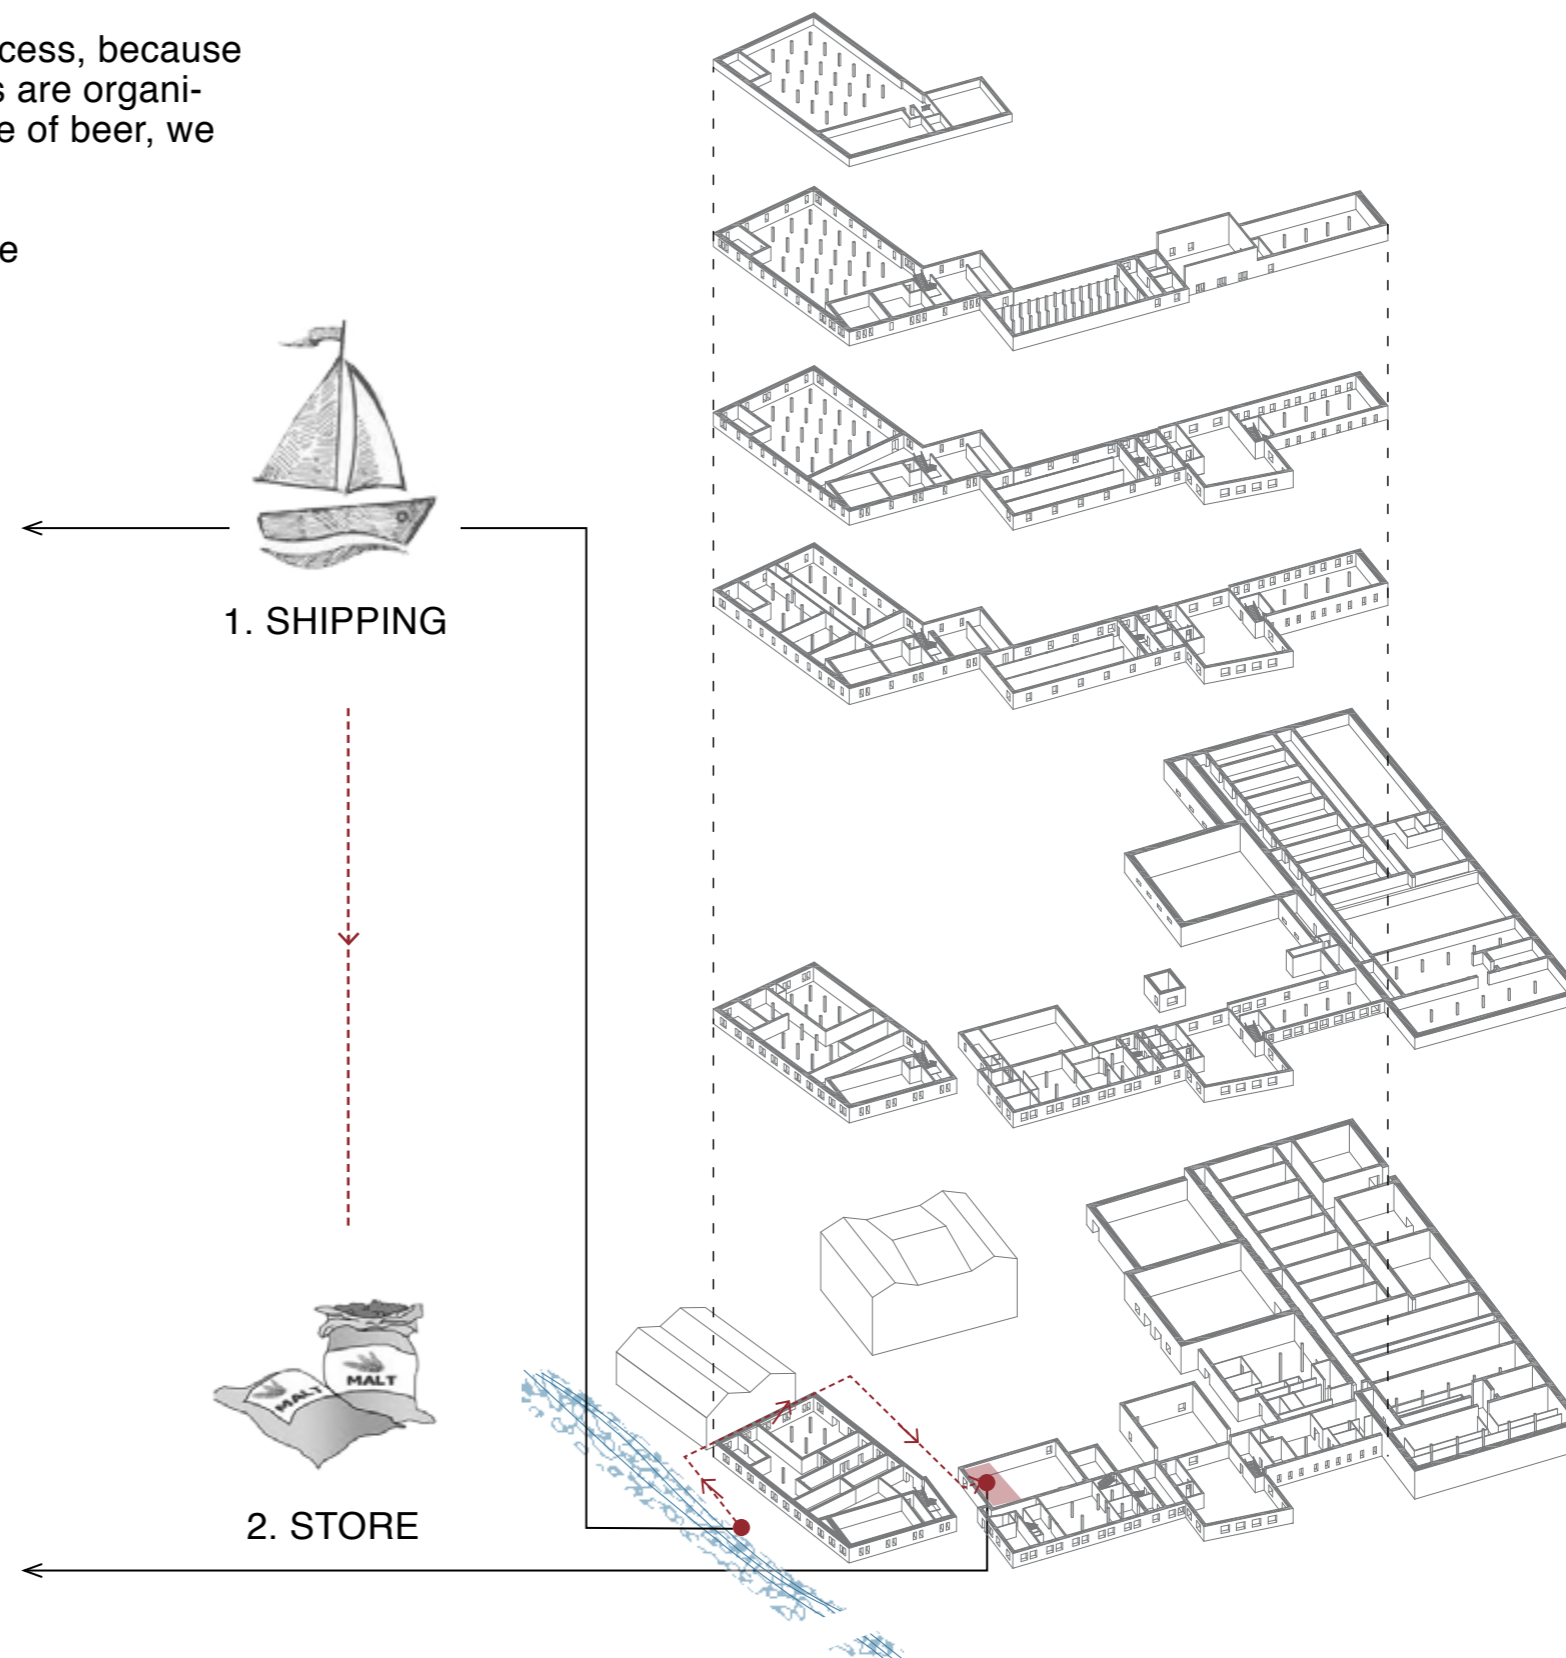 cess, because
s are organi-
e of beer, we
e
1. SHIPPING
MALT
MALT
2. STORE